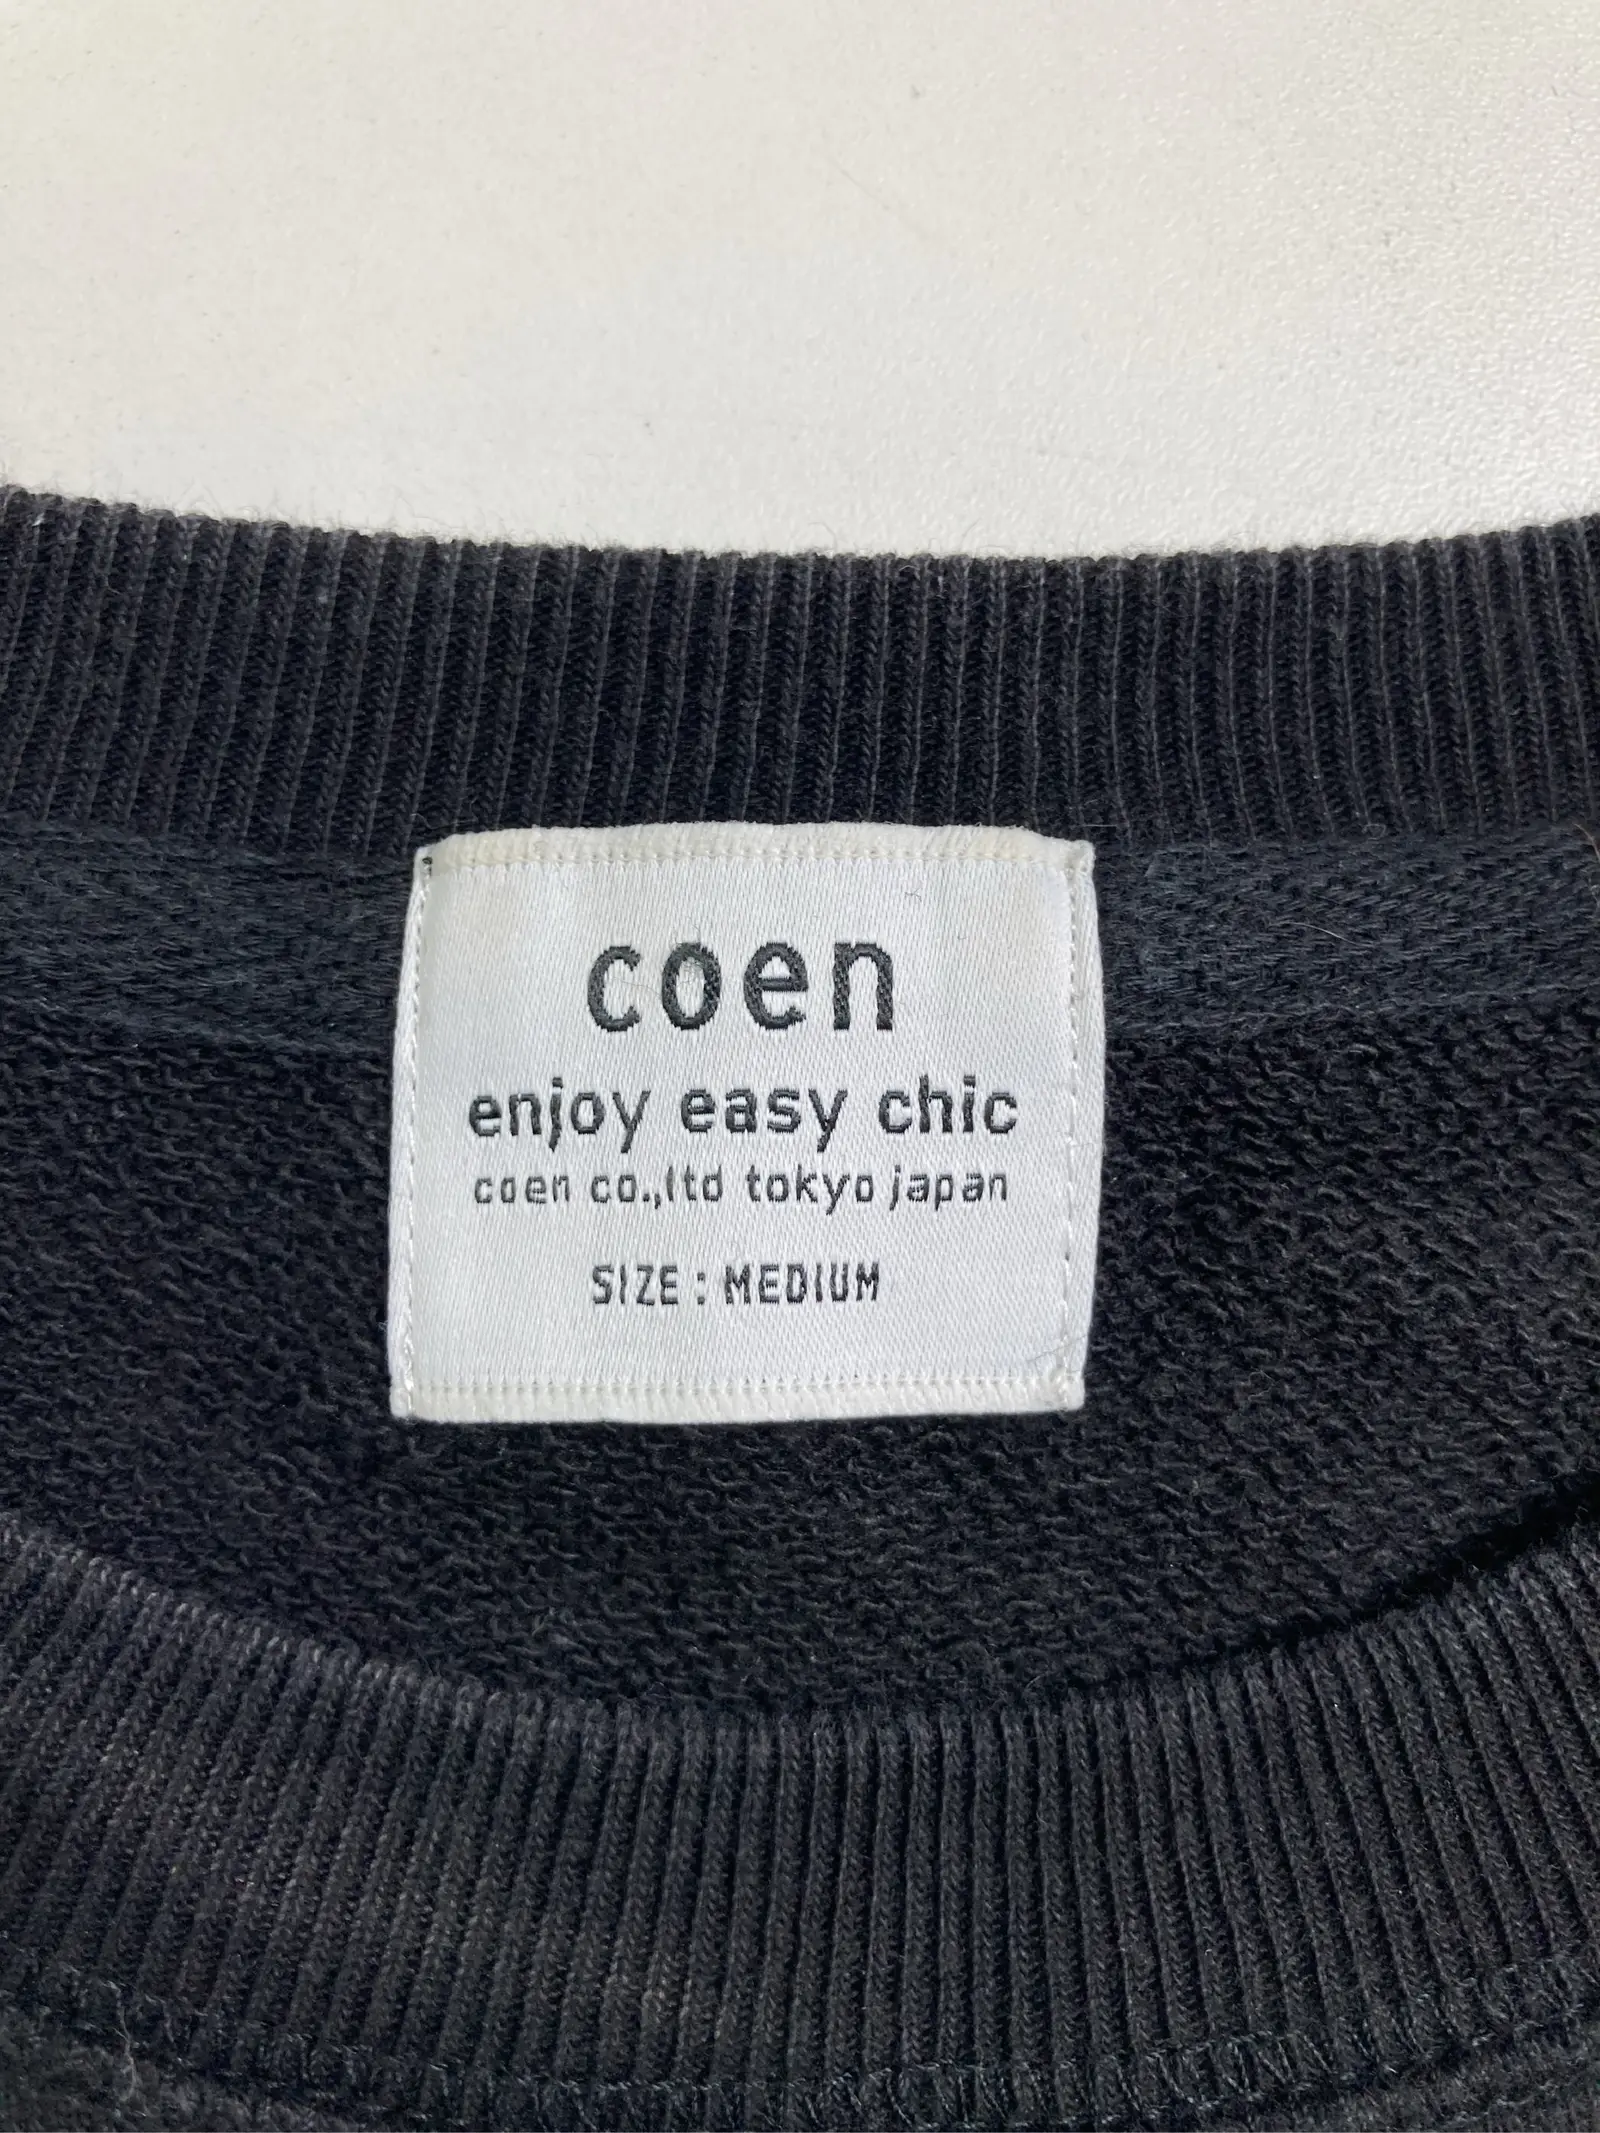 coen
enjoy easy chic
coen co.,ltd tokyo japan
SIZE : MEDIUM